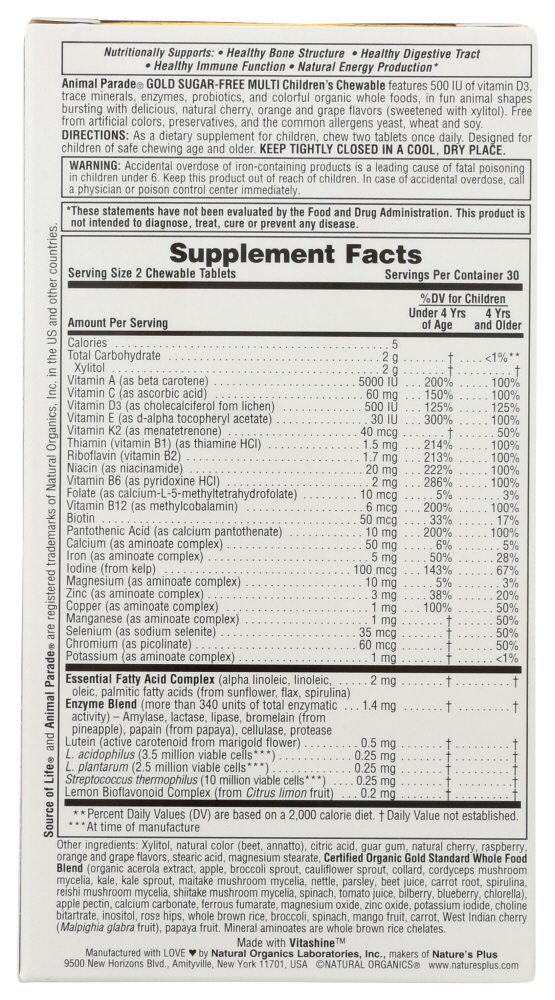 Nutritionally Supports: • Healthy Bone Structure • Healthy Digestive Tract
• Healthy Immune Function • Natural Energy Production*
Animal Parade® GOLD SUGAR-FREE MULTI Children's Chewable features 500 IU of vitamin D3,
trace minerals, enzymes, probiotics, and colorful organic whole foods, in fun animal shapes
bursting with delicious, natural cherry, orange and grape flavors (sweetened with xylitol). Free
from artificial colors, preservatives, and the common allergens yeast, wheat and soy.
DIRECTIONS: As a dietary supplement for children, chew two tablets once daily. Designed for
children of safe chewing age and older. KEEP TIGHTLY CLOSED IN A COOL, DRY PLACE.
WARNING: Accidental overdose of iron-containing products is a leading cause of fatal poisoning
in children under 6. Keep this product out of reach of children. In case of accidental overdose, call
a physician or poison control center immediately.
*These statements have not been evaluated by the Food and Drug Administration. This product is
not intended to diagnose, treat, cure or prevent any disease.
Supplement Facts
Serving Size 2 Chewable Tablets Servings Per Container 30
%DV for Children
Under 4 Yrs 4 Yrs
Amount Per Serving of Age and Older
Calories 5
Total Carbohydrate 2 g † <1%**
Xylitol 2 g † †
Vitamin A (as beta carotene) 5000 IU 200% 100%
Vitamin C (as ascorbic acid) 60 mg 150% 100%
Vitamin D3 (as cholecalciferol fom lichen) 500 IU 125% 125%
Vitamin E (as d-alpha tocopheryl acetate) 30 IU 300% 100%
Vitamin K2 (as menatetrenone) 40 mcg † 50%
Thiamin (vitamin B1) (as thiamine HCl) 1.5 mg 214% 100%
Riboflavin (vitamin B2) 1.7 mg 213% 100%
Niacin (as niacinamide) 20 mg 222% 100%
Vitamin B6 (as pyridoxine HCl) 2 mg 286% 100%
Folate (as calcium-L-5-methyltetrahydrofolate) 10 mcg 5% 3%
Vitamin B12 (as methylcobalamin) 6 mcg 200% 100%
Biotin 50 mcg 33% 17%
Pantothenic Acid (as calcium pantothenate) 10 mg 200% 100%
Calcium (as aminoate complex) 50 mg 6% 5%
Iron (as aminoate complex) 5 mg 50% 28%
Iodine (from kelp) 100 mcg 143% 67%
Magnesium (as aminoate complex) 10 mg 5% 3%
Zinc (as aminoate complex) 3 mg 38% 20%
Copper (as aminoate complex) 1 mg 100% 50%
Manganese (as aminoate complex) 1 mg † 50%
Selenium (as sodium selenite) 35 mcg † 50%
Chromium (as picolinate) 60 mcg † 50%
Potassium (as aminoate complex) 1 mg † <1%
Essential Fatty Acid Complex (alpha linoleic, linoleic, 2 mg † †
oleic, palmitic fatty acids (from sunflower, flax, spirulina)
Enzyme Blend (more than 340 units of total enzymatic 1.4 mg † †
activity) – Amylase, lactase, lipase, bromelain (from
pineapple), papain (from papaya), cellulase, protease
Lutein (active carotenoid from marigold flower) 0.5 mg † †
L. acidophilus (3.5 million viable cells***) 0.25 mg † †
L. plantarum (2.5 million viable cells***) 0.25 mg † †
Streptococcus thermophilus (10 million viable cells***) 0.25 mg † †
Lemon Bioflavonoid Complex (from Citrus limon fruit) 0.2 mg † †
**Percent Daily Values (DV) are based on a 2,000 calorie diet. † Daily Value not established.
***At time of manufacture
Other ingredients: Xylitol, natural color (beet, annatto), citric acid, guar gum, natural cherry, raspberry,
orange and grape flavors, stearic acid, magnesium stearate, Certified Organic Gold Standard Whole Food
Blend (organic acerola extract, apple, broccoli sprout, cauliflower sprout, collard, cordyceps mushroom
mycelia, kale, kale sprout, maitake mushroom mycelia, nettle, parsley, beet juice, carrot root, spirulina,
reishi mushroom mycelia, shiitake mushroom mycelia, spinach, tomato juice, bilberry, blueberry, chlorella),
apple pectin, calcium carbonate, ferrous fumarate, magnesium oxide, zinc oxide, potassium iodide, choline
bitartrate, inositol, rose hips, whole brown rice, broccoli, spinach, mango fruit, carrot, West Indian cherry
(Malpighia glabra fruit), papaya fruit. Mineral aminoates are whole brown rice chelates.
Made with Vitashine™
Manufactured with LOVE ♥ by Natural Organics Laboratories, Inc., makers of Nature's Plus
9500 New Horizons Blvd., Amityville, New York 11701, USA ©NATURAL ORGANICS® www.naturesplus.com
Source of Life® and Animal Parade® are registered trademarks of Natural Organics, Inc. in the US and other countries.